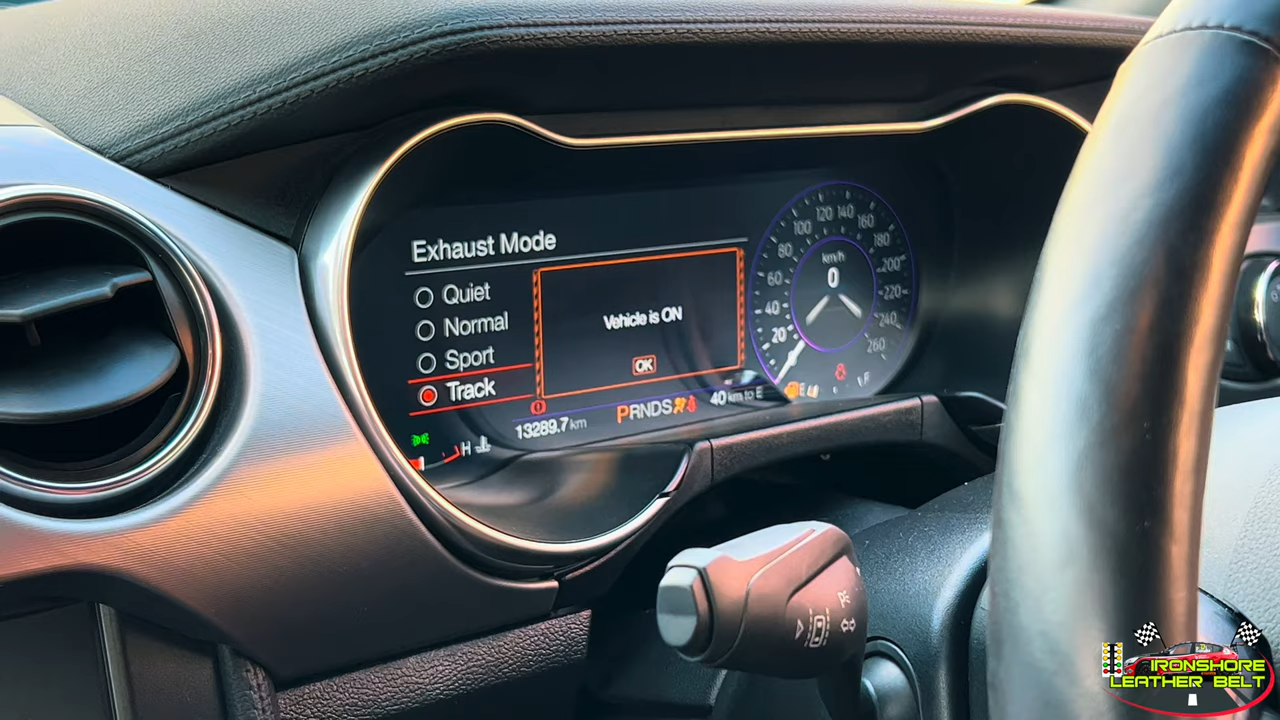 Exhaust Mode
Quiet
Normal
Sport
Track
Vehicle is ON
OK
H
13289.7 km
PRNDS
40 km to E
km/h
0
20
40
60
80
100
120
140
160
180
200
220
240
260
E
F
IRONSHORE
LEATHER BELT